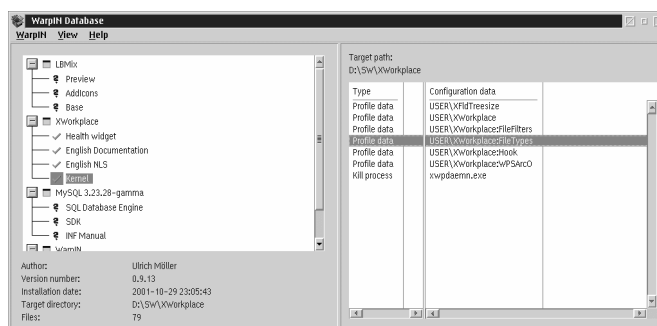 WarpIN Database
WarpIN View Help
LBMix
Preview
AddIcons
Base
XWorkplace
Health widget
English Documentation
English NLS
Kernel
MySQL 3.23.28-gamma
SQL Database Engine
SDK
INF Manual
WarpIN
Author: Ulrich Möller
Version number: 0.9.13
Installation date: 2001-10-29 23:05:43
Target directory: D:\SW\XWorkplace
Files: 79
Target path:
D:\SW\XWorkplace
Type Configuration data
Profile data USER\XFldTreesize
Profile data USER\XWorkplace
Profile data USER\XWorkplace:FileFilters
Profile data USER\XWorkplace:FileTypes
Profile data USER\XWorkplace:Hook
Profile data USER\XWorkplace:WPSArcO
Kill process xwpdaemn.exe